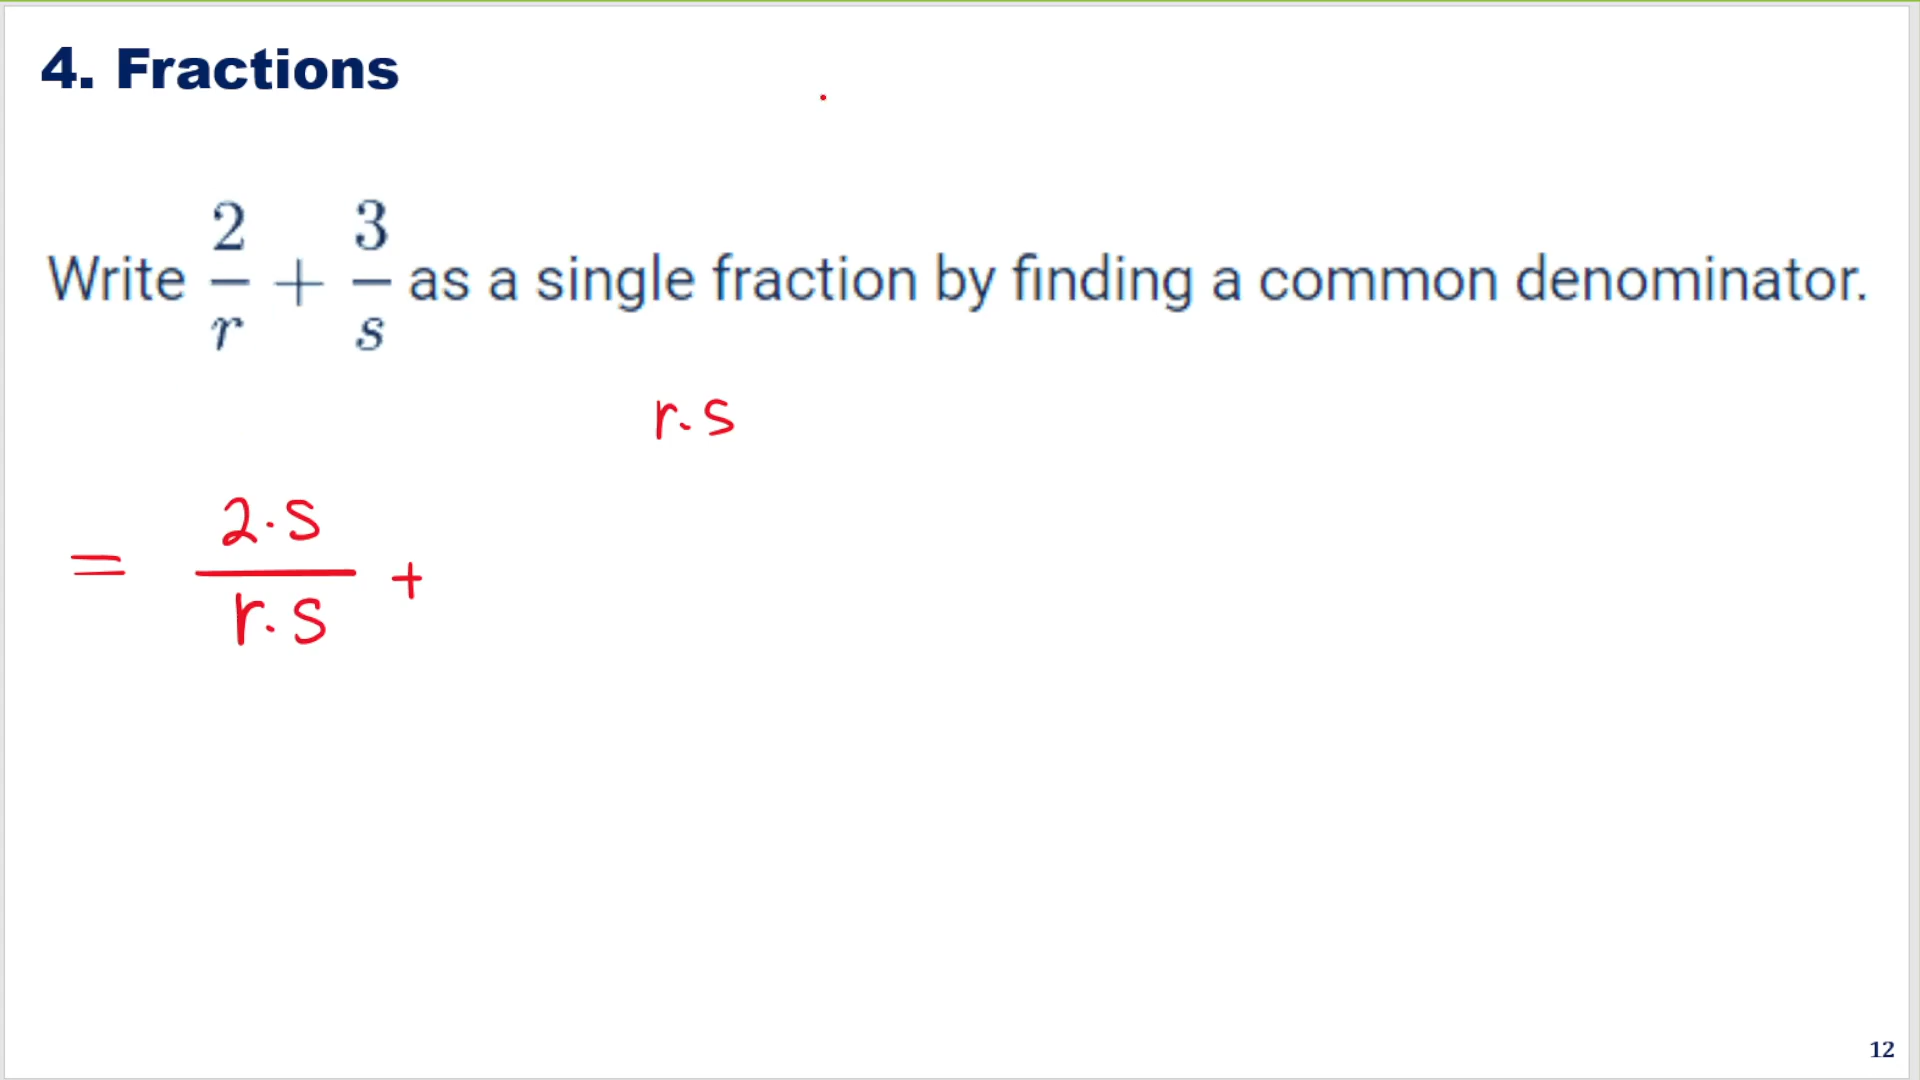 4. Fractions
Write 2/r + 3/s as a single fraction by finding a common denominator.
r.s
= 2·s/r.s +
12